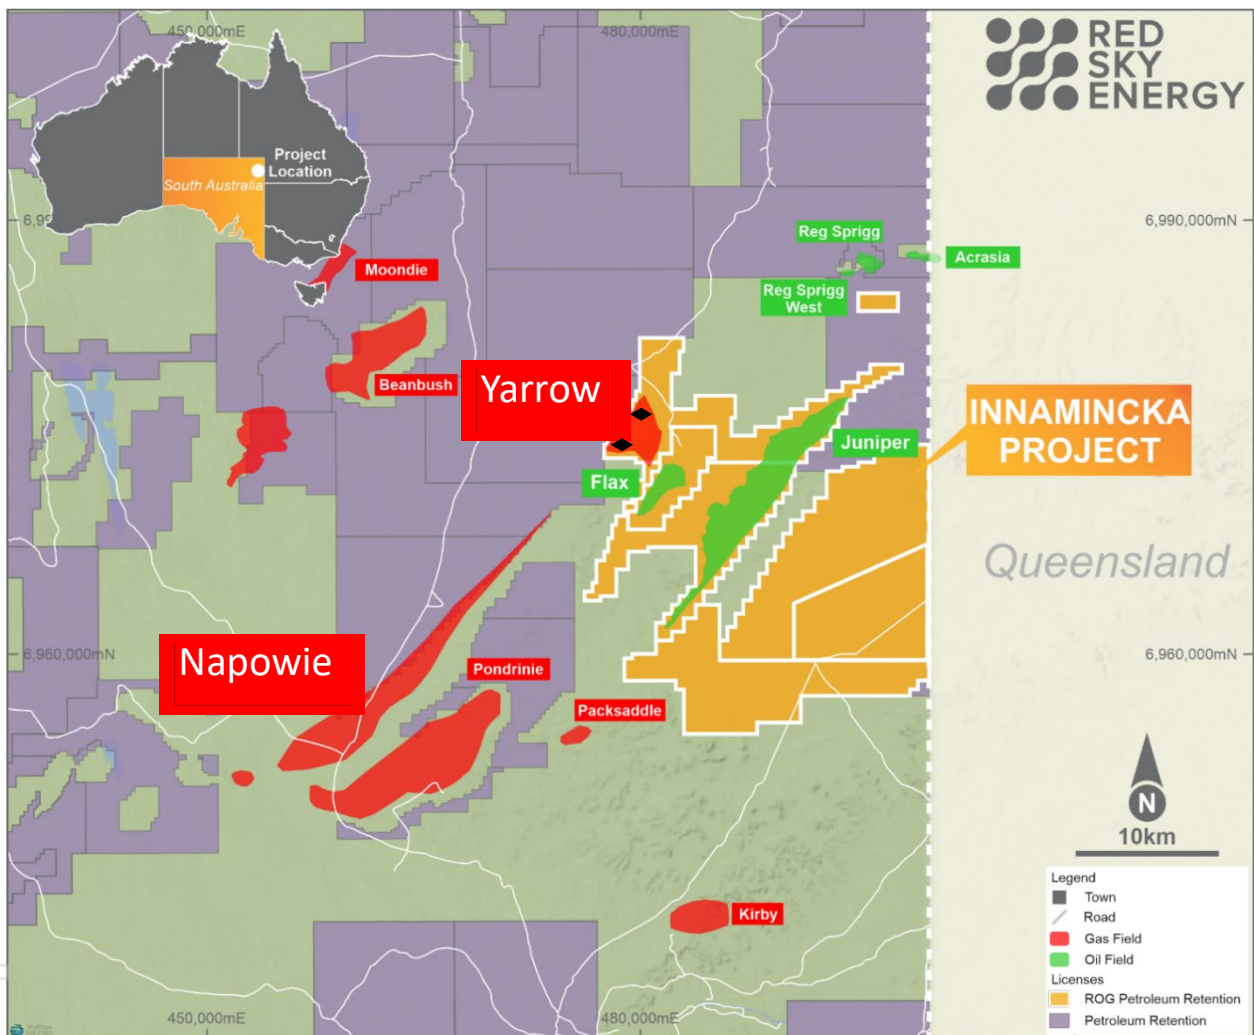 450,000mE
480,000mE
RED
SKY
ENERGY
Project
Location
South Australia
6,99
6,990,000mN
Reg Sprigg
Acrasia
Moondie
Reg Sprigg
West
Beanbush
Yarrow
INNAMINCKA
PROJECT
Juniper
Flax
Queensland
Napowie
6,960,000mN
6,960,000mN
Pondrinie
Packsaddle
N
10km
Kirby
Legend
Town
Road
Gas Field
Oil Field
Licenses
ROG Petroleum Retention
Petroleum Retention
450,000mE
480,000mE